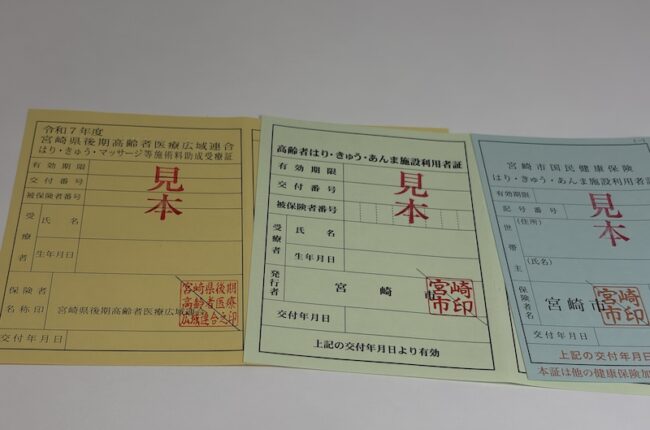 令和7年度
宮崎県後期高齢者医療広域連合
はり・きゅう・マッサージ等施術料助成受療証
有効期限
交付番号
被保険者番号
受療者
氏名
生年月日
保険者名称印
宮崎県後期高齢者医療広域連
宮崎県後期高齢者医療広域連合之印
交付年月日
見本
高齢者はり・きゅう・あんま施設利用者証
有効期限
交付番号
被保険者番号
受療者
氏名
生年月日
発行者
宮崎市
宮崎市印
交付年月日
上記の交付年月日より有効
見本
宮崎市国民健康保険
はり・きゅう・あんま施設利用者証
有効期限
記号番号
世帯主
(住所)
(氏名)
保険者名
宮崎市
宮崎市印
交付年月日
上記の交付年月日
本証は他の健康保険加
見本